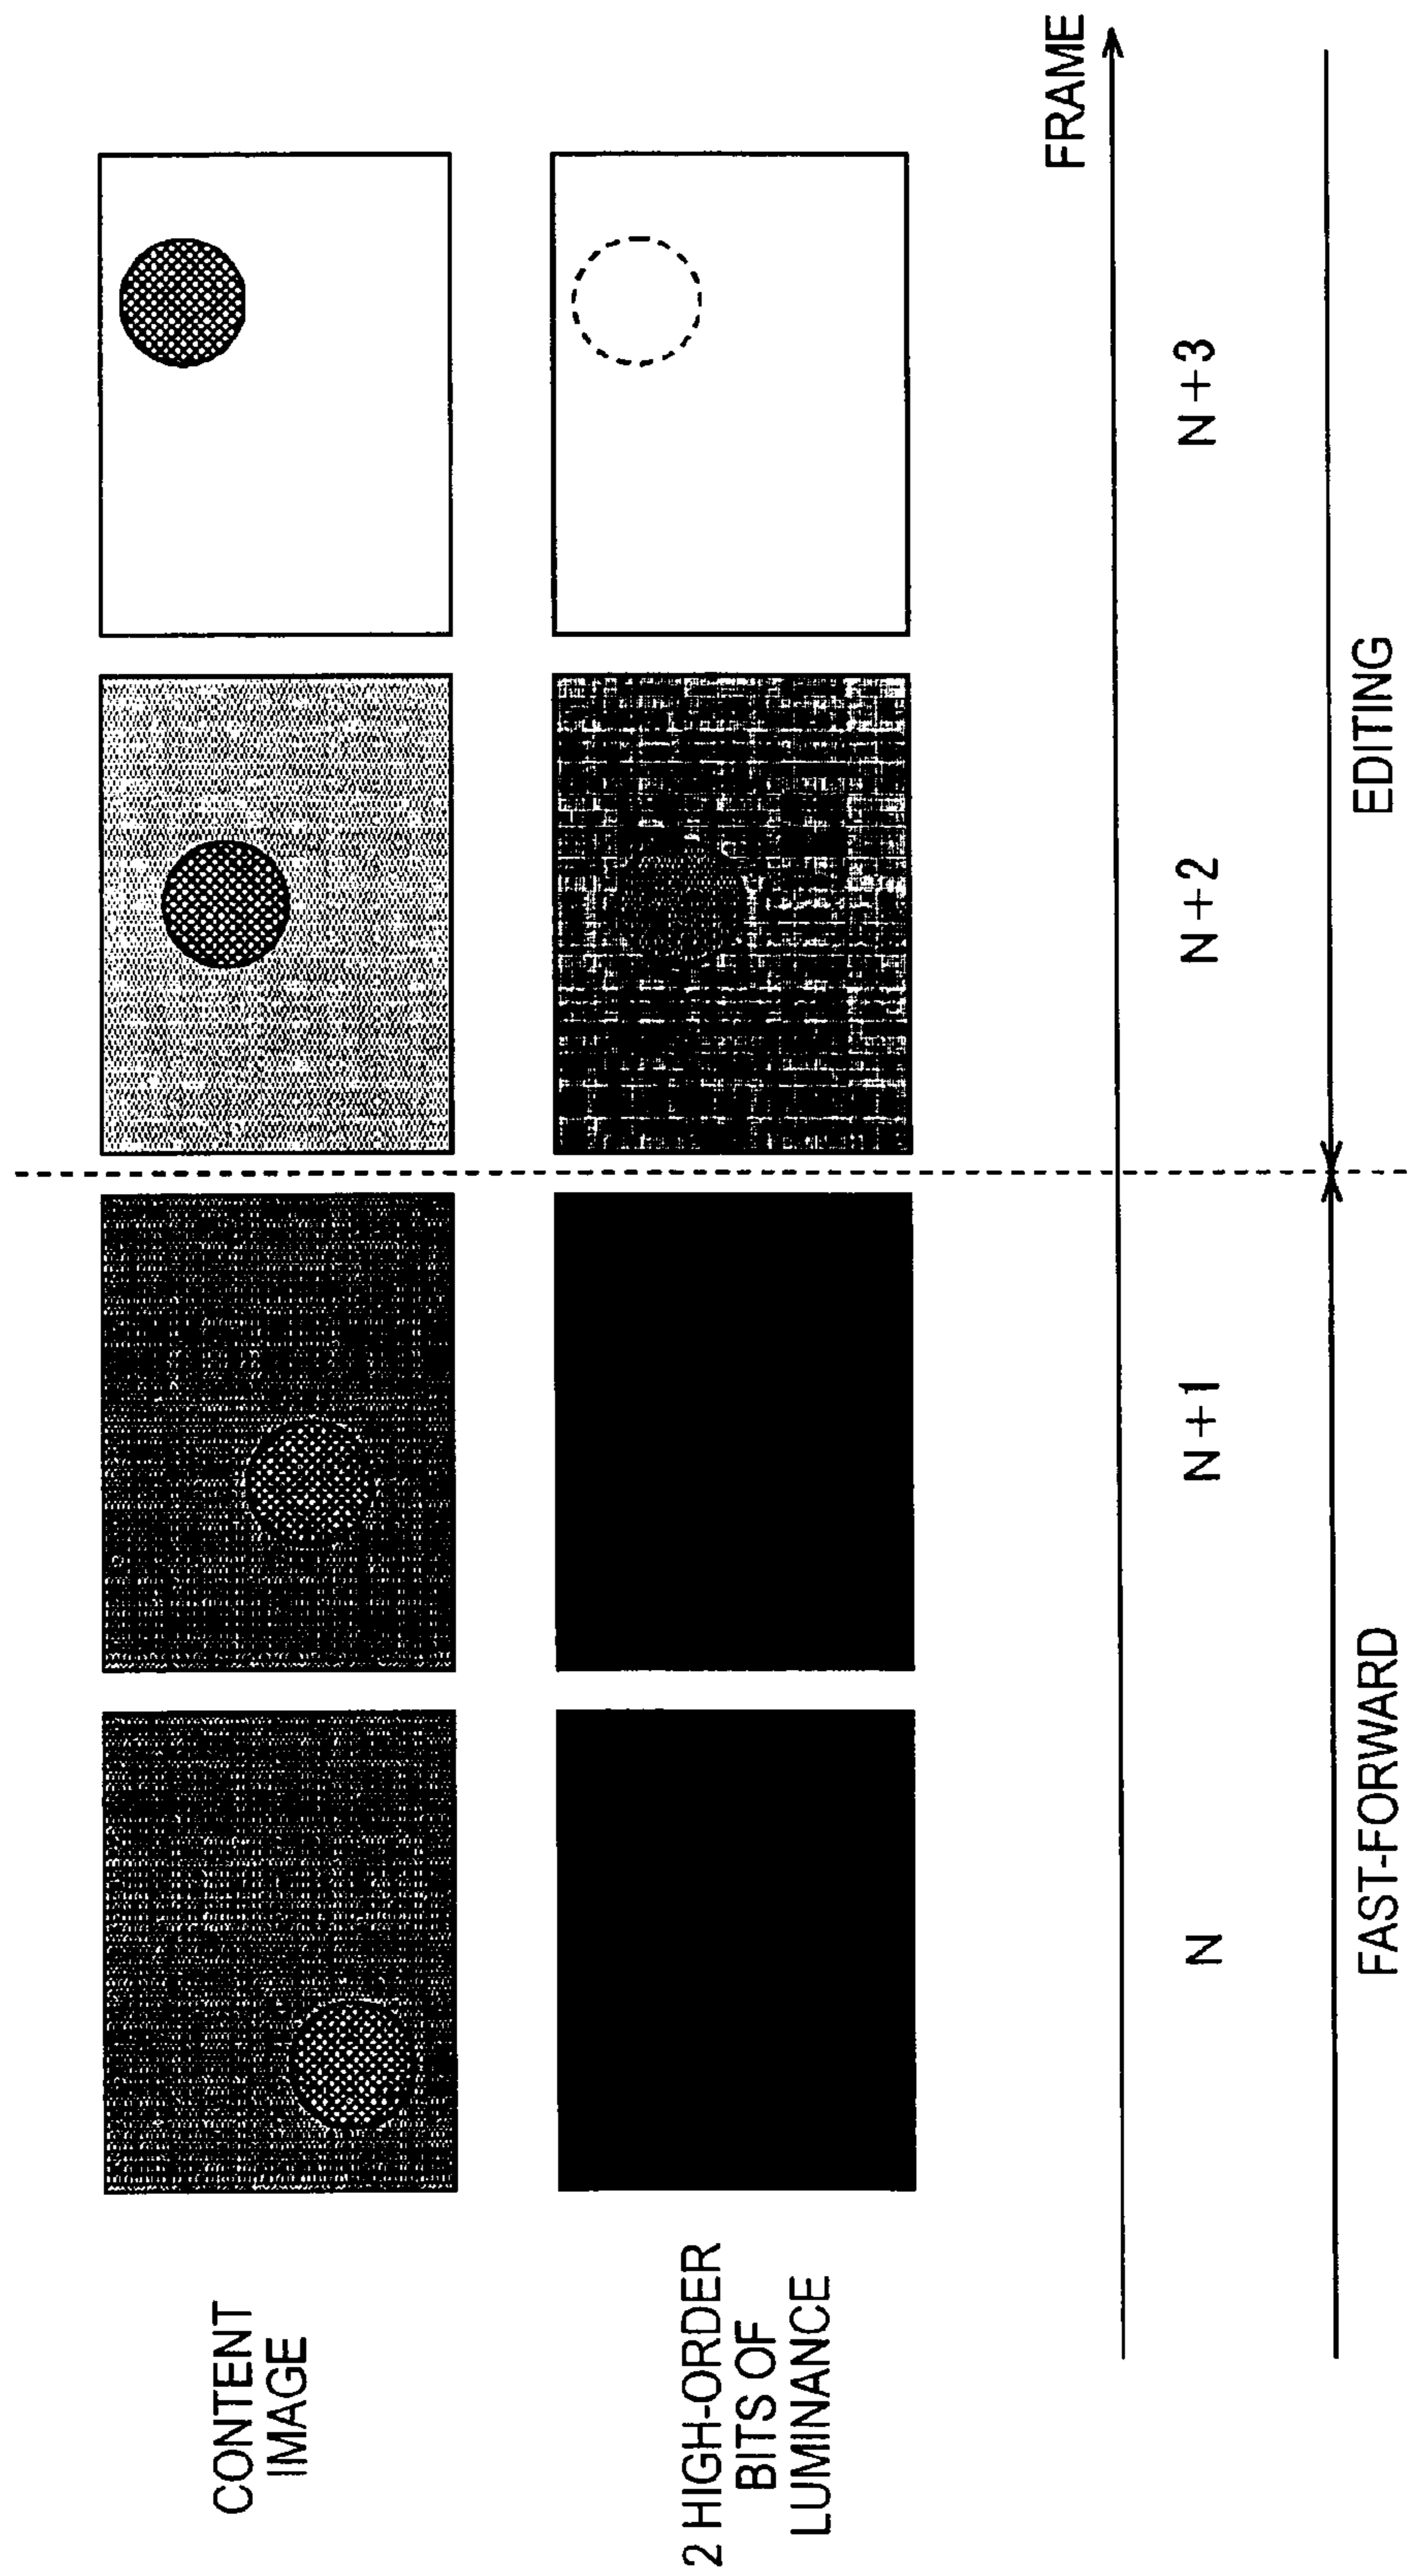 CONTENT
IMAGE
2 HIGH-ORDER
BITS OF
LUMINANCE
FRAME
N
N+1
N+2
N+3
FAST-FORWARD
EDITING